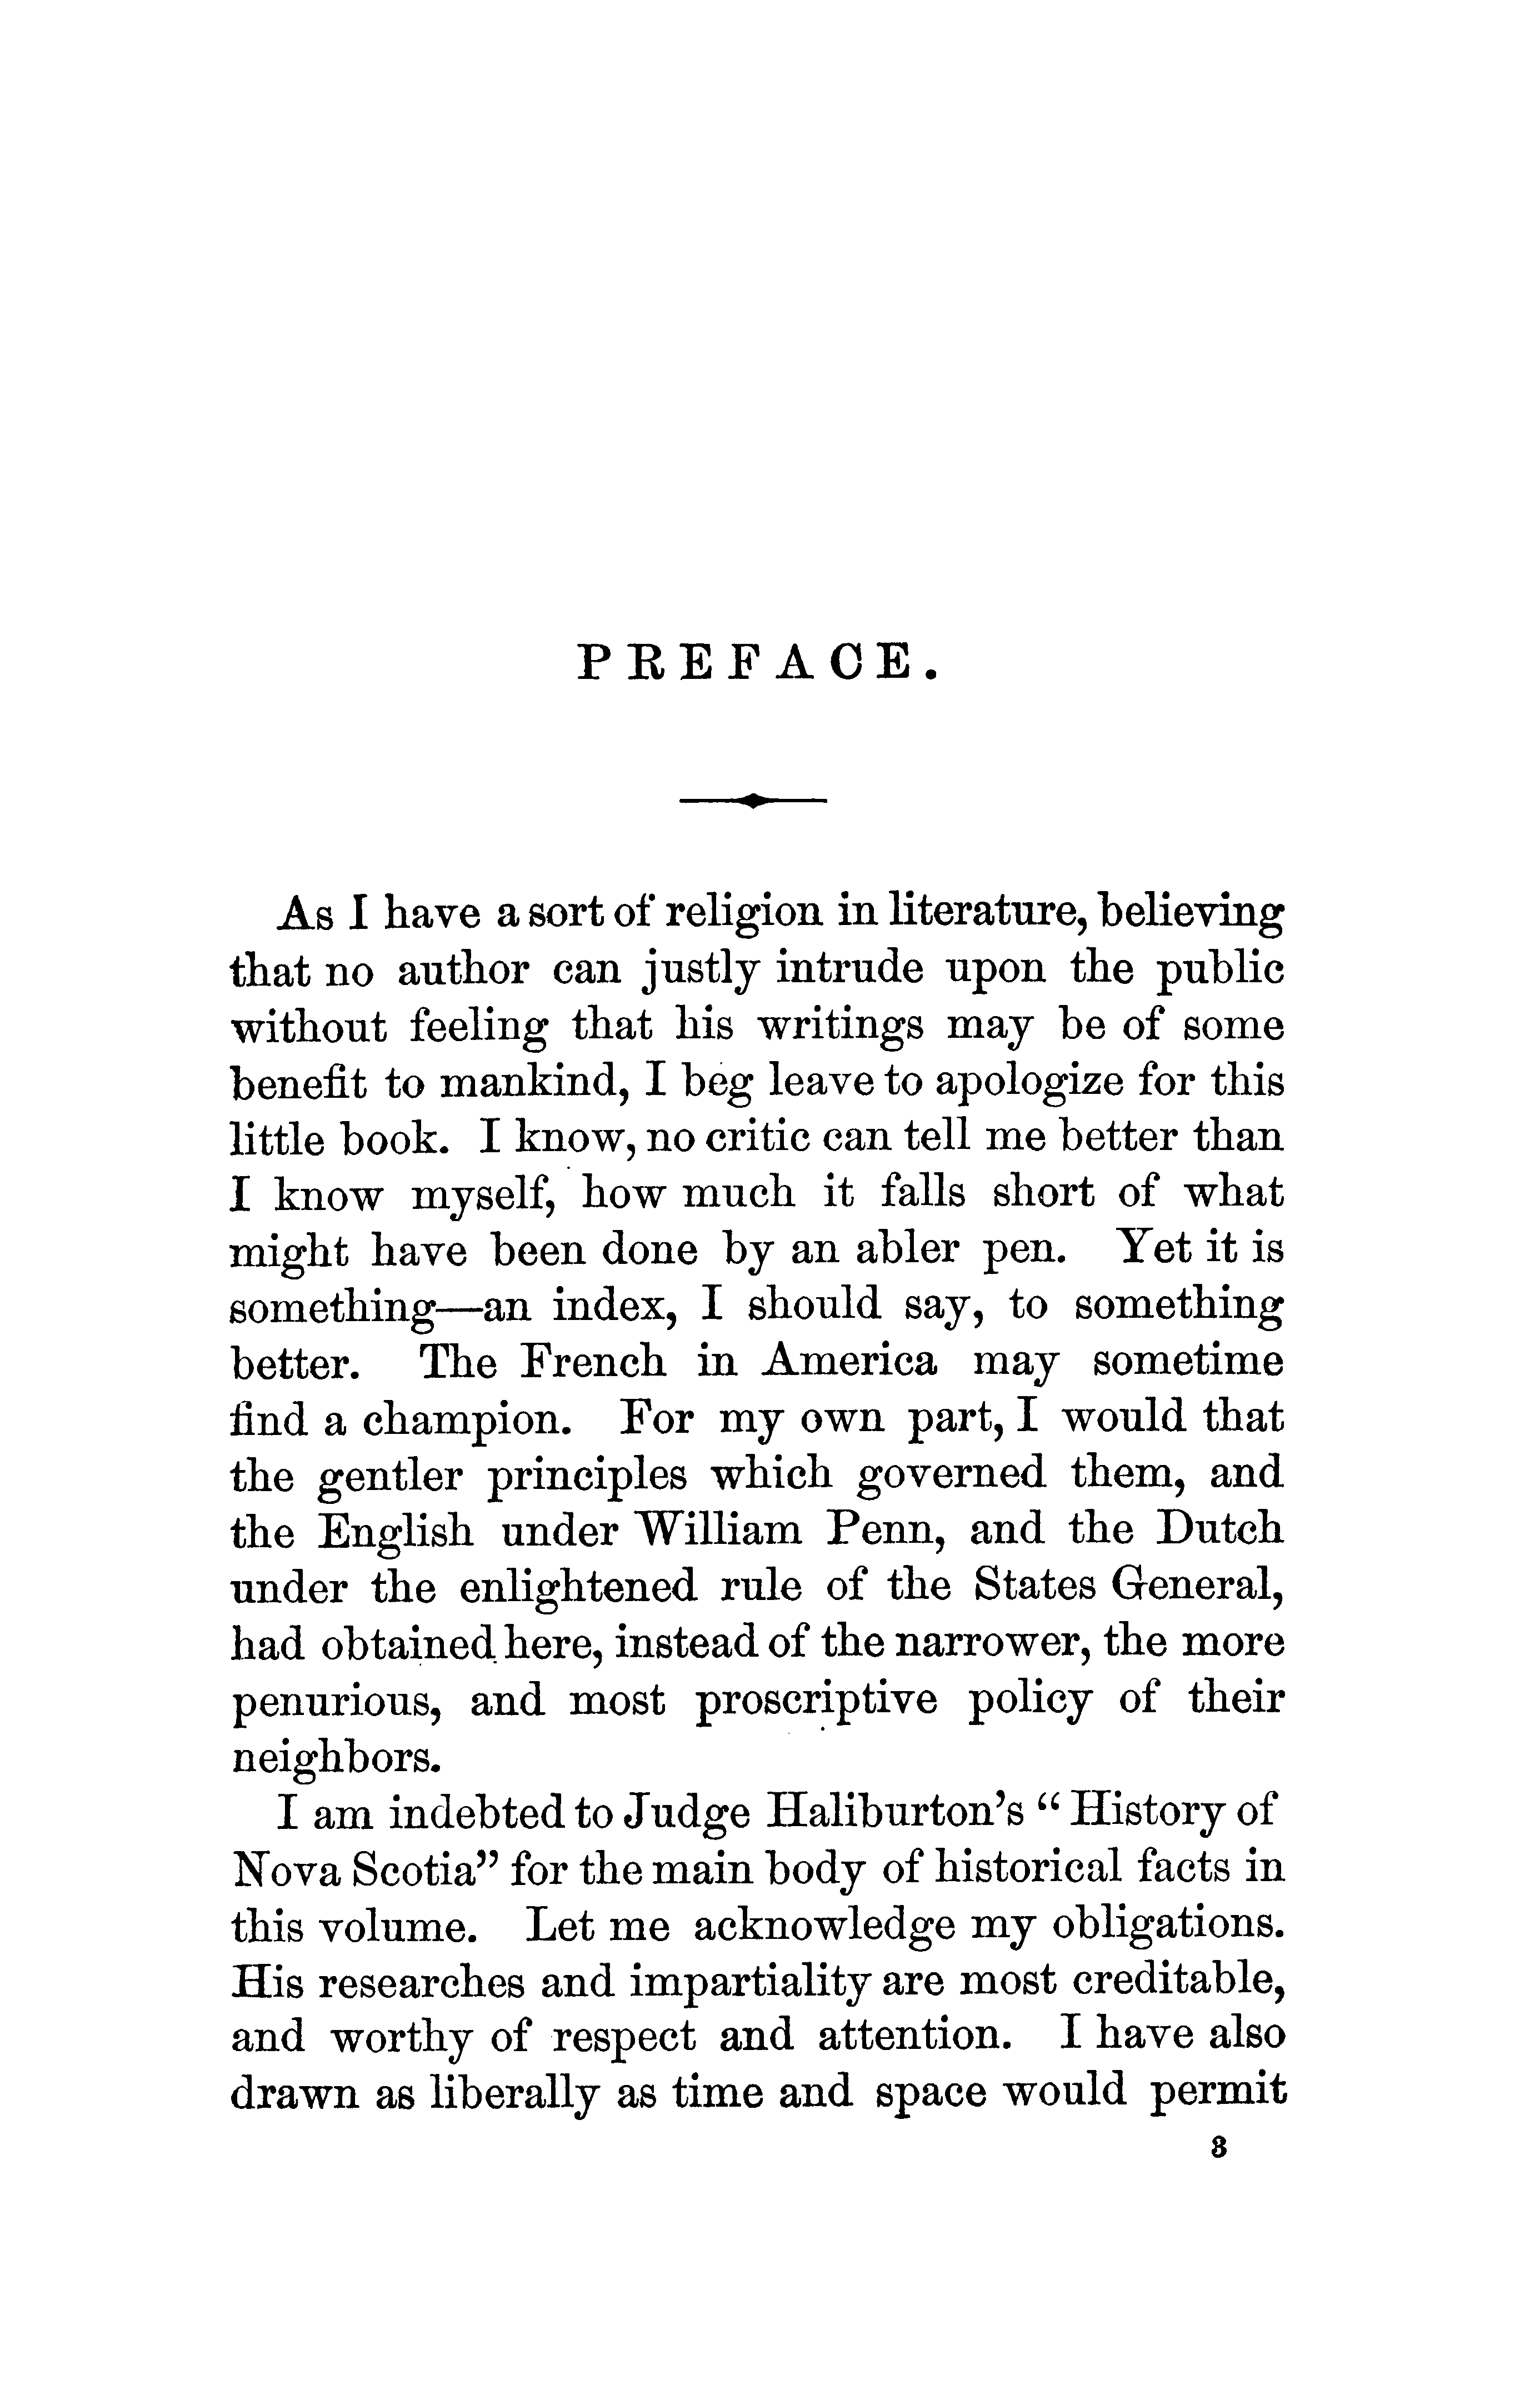 PREFACE.
As I have a sort of religion in literature, believing
that no author can justly intrude upon the public
without feeling that his writings may be of some
benefit to mankind, I beg leave to apologize for this
little book. I know, no critic can tell me better than
I know myself, how much it falls short of what
might have been done by an abler pen. Yet it is
something—an index, I should say, to something
better. The French in America may sometime
find a champion. For my own part, I would that
the gentler principles which governed them, and
the English under William Penn, and the Dutch
under the enlightened rule of the States General,
had obtained here, instead of the narrower, the more
penurious, and most proscriptive policy of their
neighbors.
I am indebted to Judge Haliburton's “ History of
Nova Scotia” for the main body of historical facts in
this volume. Let me acknowledge my obligations.
His researches and impartiality are most creditable,
and worthy of respect and attention. I have also
drawn as liberally as time and space would permit
3